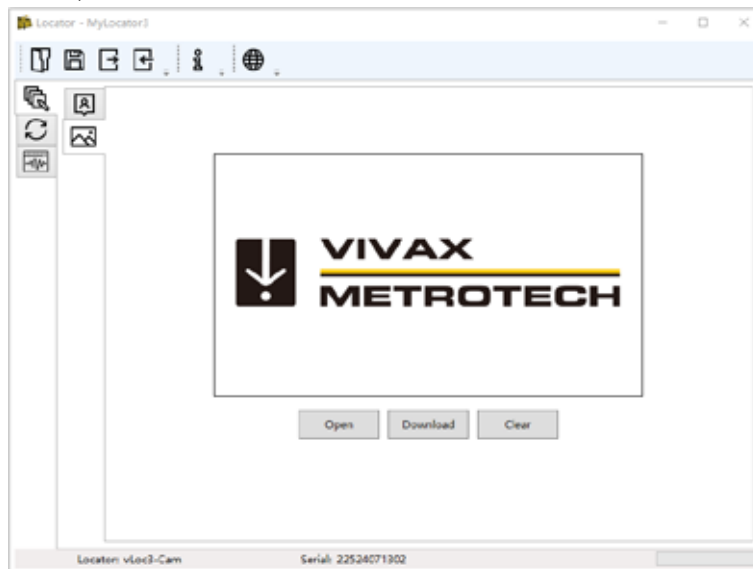 Locator - MyLocator3
VIVAX
METROTECH
Open Download Clear
Locator: vLoc3-Cam Serial: 22524071302